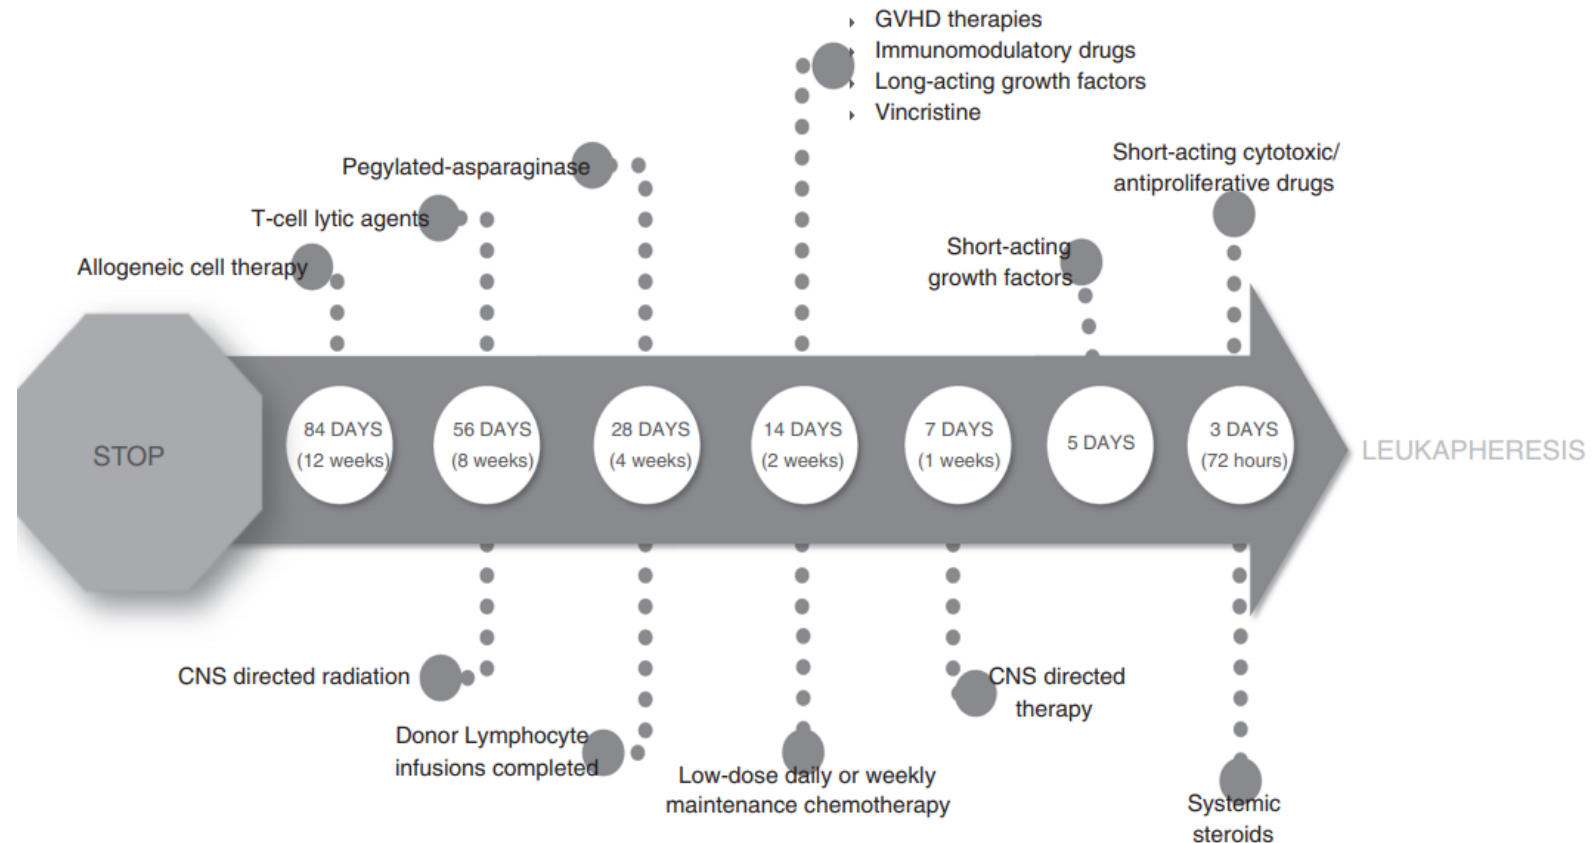 GVHD therapies
Immunomodulatory drugs
Long-acting growth factors
Vincristine
Pegylated-asparaginase
T-cell lytic agents
Allogeneic cell therapy
Short-acting
growth factors
Short-acting cytotoxic/
antiproliferative drugs
STOP
84 DAYS
(12 weeks)
56 DAYS
(8 weeks)
28 DAYS
(4 weeks)
14 DAYS
(2 weeks)
7 DAYS
(1 weeks)
5 DAYS
3 DAYS
(72 hours)
LEUKAPHERESIS
CNS directed radiation
Donor Lymphocyte
infusions completed
Low-dose daily or weekly
maintenance chemotherapy
CNS directed
therapy
Systemic
steroids